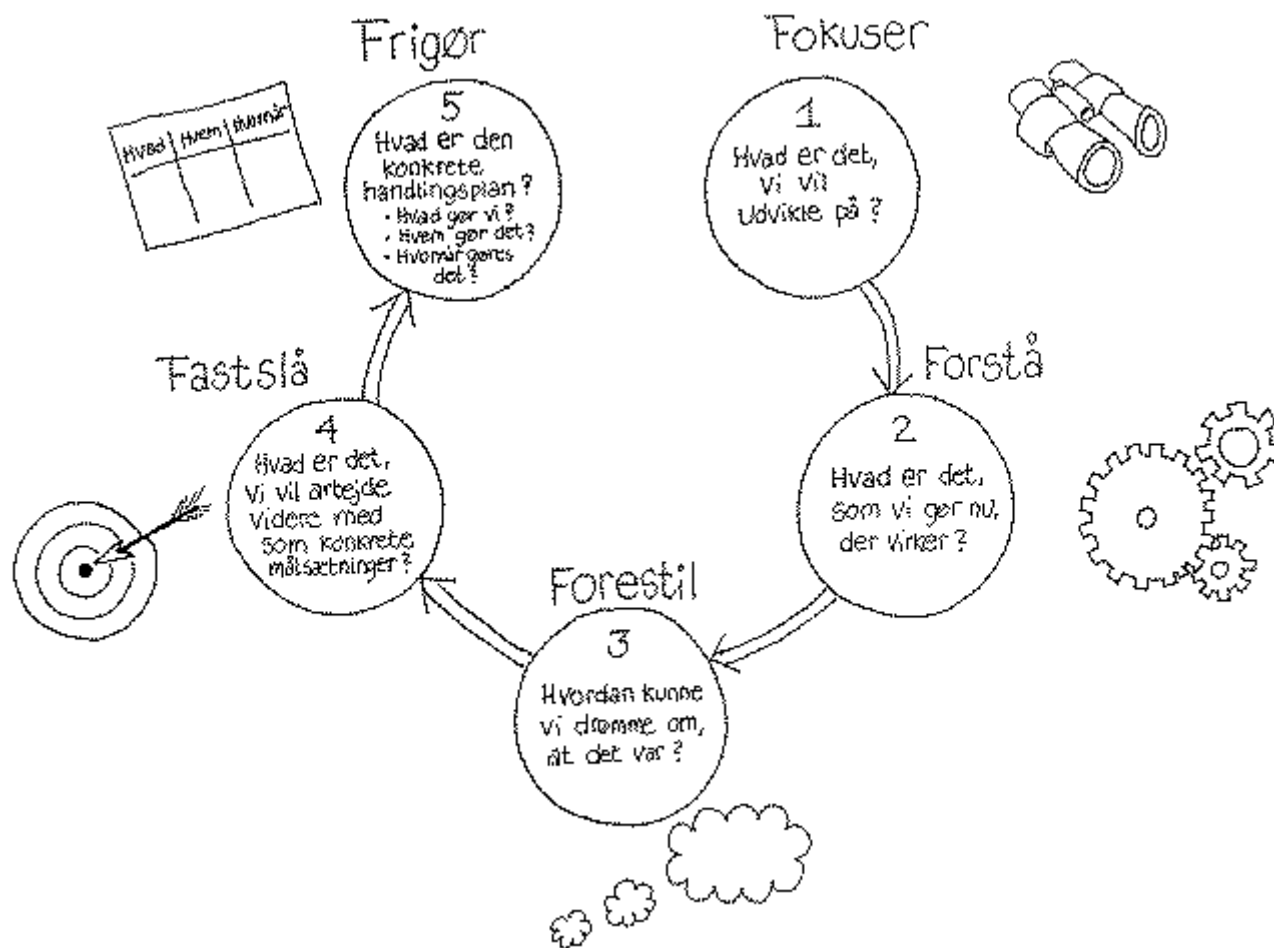 Fokuser
1
Hvad er det,
vi vil
udvikle på?
Forstå
2
Hvad er det,
som vi gør nu,
der virker?
Forestil
3
Hvordan kunne
vi drømme om,
at det var?
Fastslå
4
Hvad er det,
vi vil arbejde
videre med
som konkrete
målsætninger?
Frigør
5
Hvad er den
konkrete
handlingsplan?
• Hvad gør vi?
• Hvem gør det?
• Hvornår gøres
det?
Hvad Hvem Hvornår